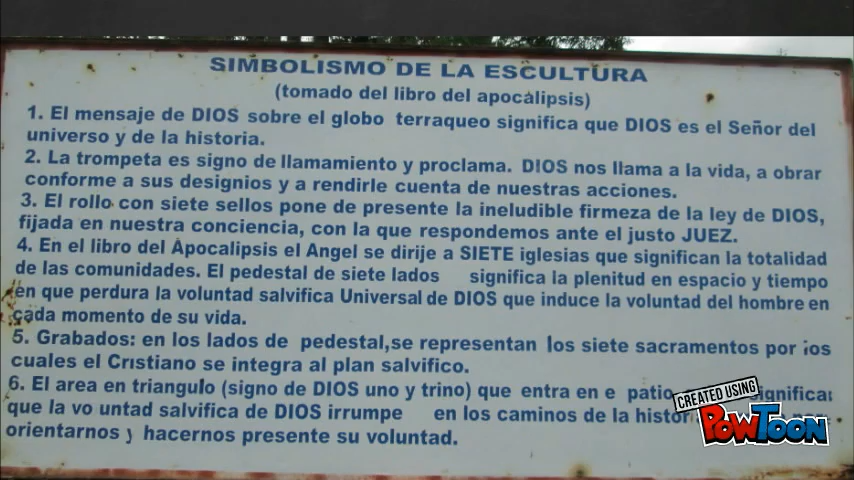 SIMBOLISMO DE LA ESCULTURA
(tomado del libro del apocalipsis)
1. El mensaje de DIOS sobre el globo terraqueo significa que DIOS es el Señor del
universo y de la historia.
2. La trompeta es signo de llamamiento y proclama. DIOS nos llama a la vida, a obrar
conforme a sus designios y a rendirle cuenta de nuestras acciones.
3. El rollo con siete sellos pone de presente la ineludible firmeza de la ley de DIOS,
fijada en nuestra conciencia, con la que respondemos ante el justo JUEZ.
4. En el libro del Apocalipsis el Angel se dirije a SIETE iglesias que significan la totalidad
de las comunidades. El pedestal de siete lados significa la plenitud en espacio y tiempo
en que perdura la voluntad salvifica Universal de DIOS que induce la voluntad del hombre en
cada momento de su vida.
5. Grabados: en los lados de pedestal,se representan los siete sacramentos por los
cuales el Cristiano se integra al plan salvifico.
6. El area en triangulo (signo de DIOS uno y trino) que entra en e patio
que la vo untad salvifica de DIOS irrumpe en los caminos de la
orientarnos y hacernos presente su voluntad.
CREATED USING
POWTOON